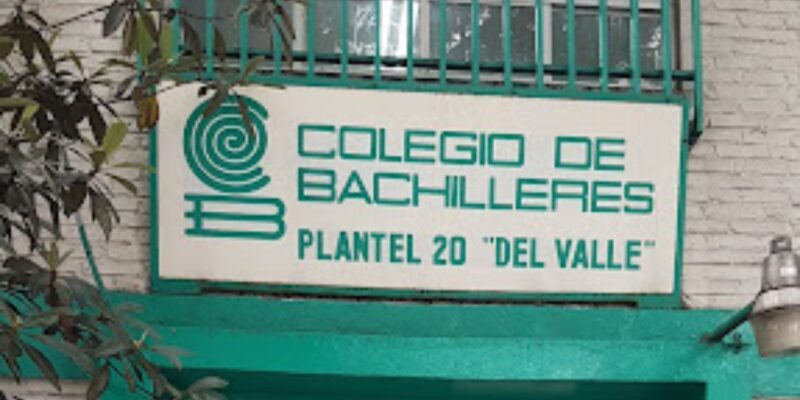 COLEGIO DE
BACHILLERES
PLANTEL 20 "DEL VALLE"